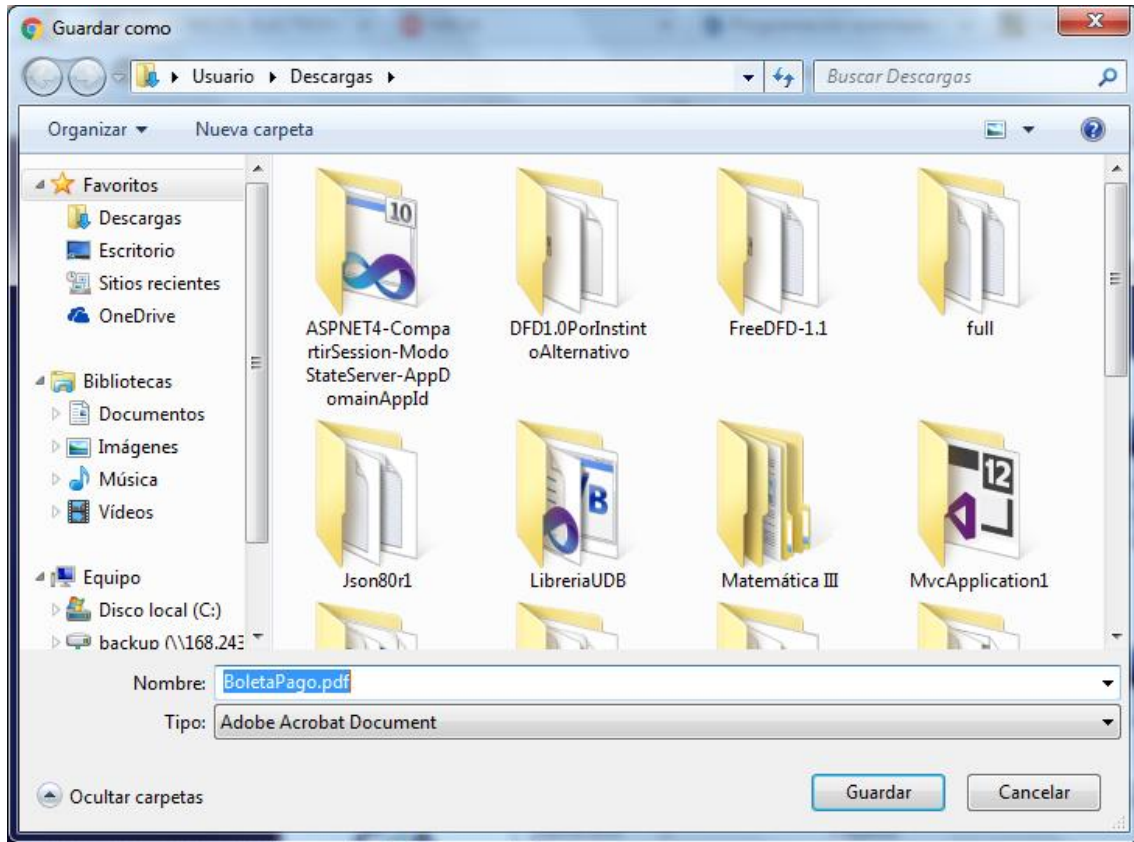 Guardar como
Usuario
Descargas
Buscar Descargas
Organizar
Nueva carpeta
Favoritos
Descargas
Escritorio
Sitios recientes
OneDrive
Bibliotecas
Documentos
Imágenes
Música
Vídeos
Equipo
Disco local (C:)
backup (\\168.243
10
ASPNET4-Compa
rtirSession-Modo
StateServer-AppD
omainAppId
DFD1.0PorInstint
oAlternativo
FreeDFD-1.1
full
VB
12
Json80r1
LibreriaUDB
Matemática III
MvcApplication1
Nombre: BoletaPago.pdf
Tipo: Adobe Acrobat Document
Ocultar carpetas
Guardar
Cancelar